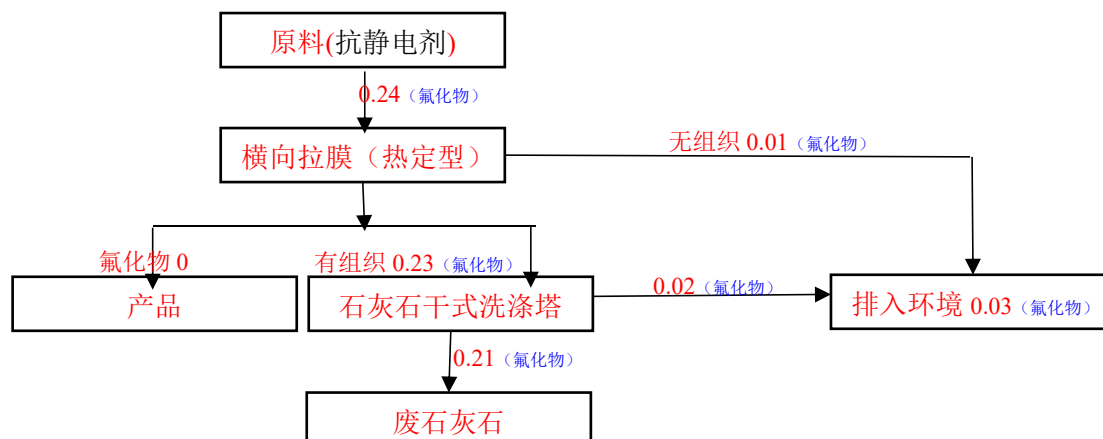 原料(抗静电剂)
0.24（氟化物）
横向拉膜（热定型）
无组织 0.01（氟化物）
氟化物 0
有组织 0.23（氟化物）
产品
石灰石干式洗涤塔
0.02（氟化物）
排入环境 0.03（氟化物）
0.21（氟化物）
废石灰石